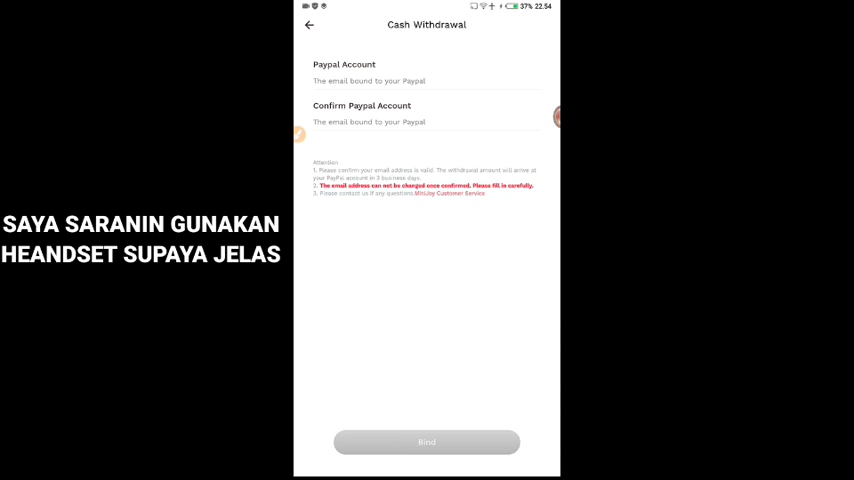 37% 22.54
Cash Withdrawal
Paypal Account
The email bound to your Paypal
Confirm Paypal Account
The email bound to your Paypal
Attention
1. Please confirm your email address is valid. The withdrawal amount will arrive at
your PayPal account in 3 business days.
2. The email address can not be changed once confirmed. Please fill in carefully.
3. Please contact us if any questions.MiniJoy Customer Service
SAYA SARANIN GUNAKAN
HEANDSET SUPAYA JELAS
Bind